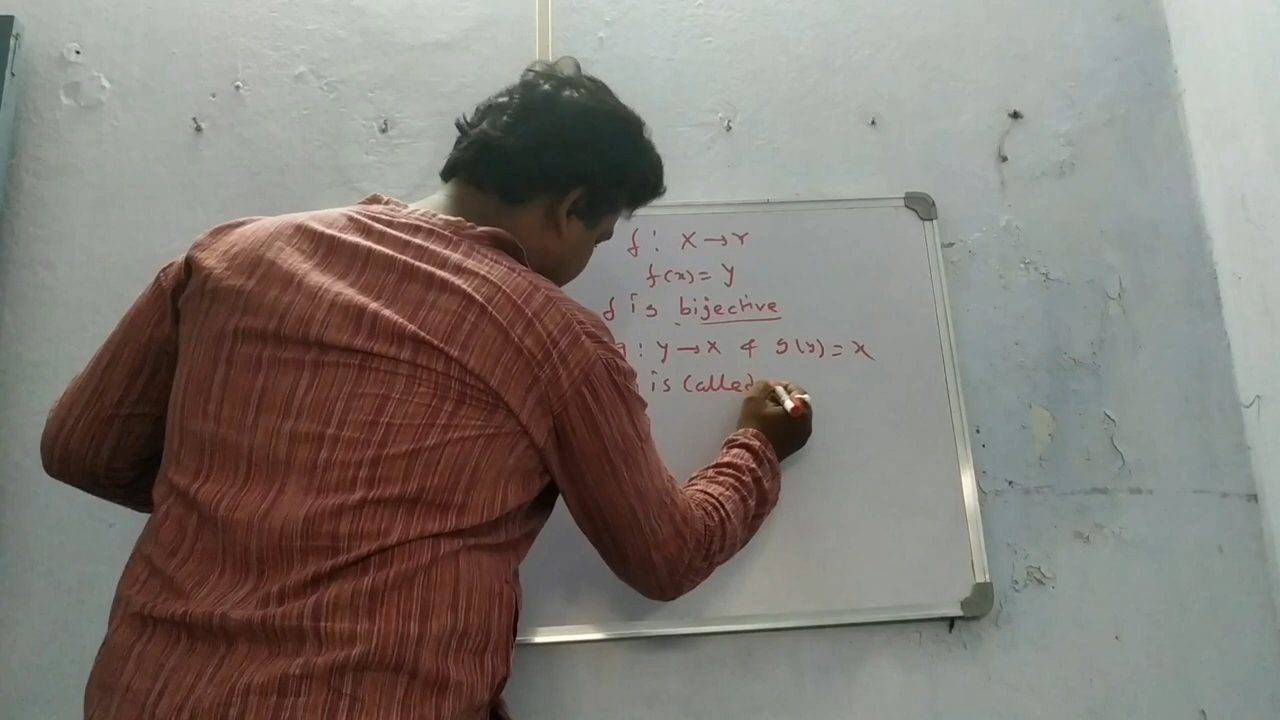 f : X → Y
f(x) = y
f is bijective
g : y → X & g(y) = x
is called